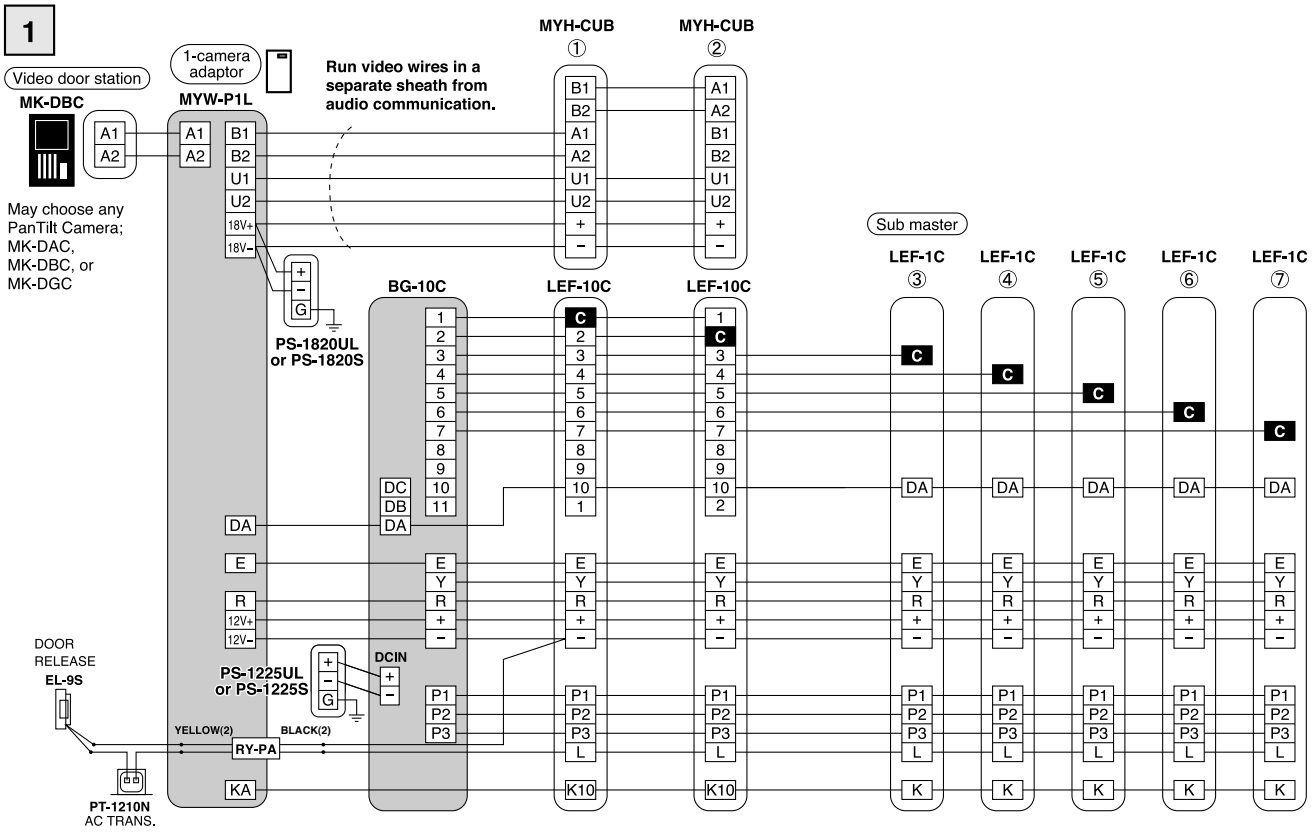 1
Video door station
MK-DBC
A1
A2
May choose any
PanTilt Camera;
MK-DAC,
MK-DBC, or
MK-DGC
1-camera
adaptor
MYW-P1L
A1
A2
B1
B2
U1
U2
18V+
18V–
DA
E
R
12V+
12V–
KA
Run video wires in a
separate sheath from
audio communication.
+
–
G
PS-1820UL
or PS-1820S
MYH-CUB
①
B1
B2
A1
A2
U1
U2
+
–
MYH-CUB
②
A1
A2
B1
B2
U1
U2
+
–
BG-10C
1
2
3
4
5
6
7
8
9
DC 10
DB 11
DA
E
Y
R
+
–
DCIN
+
–
P1
P2
P3
PS-1225UL
or PS-1225S
+
–
G
LEF-10C
C
2
3
4
5
6
7
8
9
10
1
E
Y
R
+
–
P1
P2
P3
L
K10
LEF-10C
1
C
3
4
5
6
7
8
9
10
2
E
Y
R
+
–
P1
P2
P3
L
K10
Sub master
LEF-1C
③
C
DA
E
Y
R
+
–
P1
P2
P3
L
K
LEF-1C
④
C
DA
E
Y
R
+
–
P1
P2
P3
L
K
LEF-1C
⑤
C
DA
E
Y
R
+
–
P1
P2
P3
L
K
LEF-1C
⑥
C
DA
E
Y
R
+
–
P1
P2
P3
L
K
LEF-1C
⑦
C
DA
E
Y
R
+
–
P1
P2
P3
L
K
DOOR
RELEASE
EL-9S
YELLOW(2)
RY-PA
BLACK(2)
PT-1210N
AC TRANS.